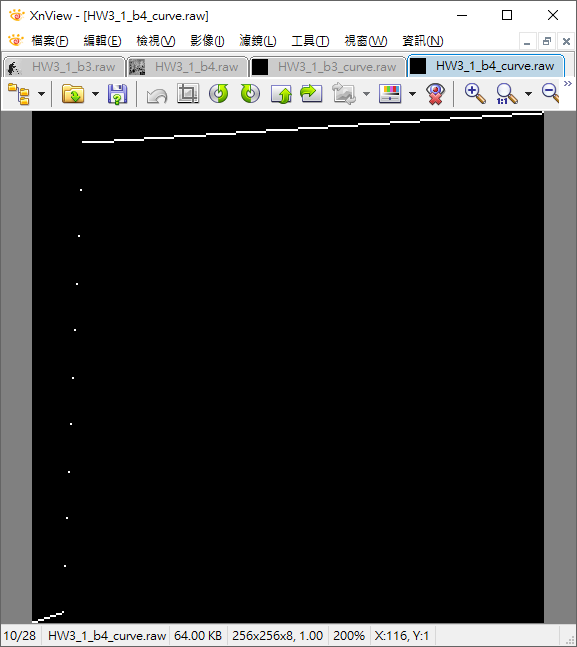 XnView - [HW3_1_b4_curve.raw]
檔案(F) 編輯(E) 檢視(V) 影像(I) 濾鏡(L) 工具(T) 視窗(W) 資訊(N)
HW3_1_b3.raw HW3_1_b4.raw HW3_1_b3_curve.raw HW3_1_b4_curve.raw
1:1
10/28 HW3_1_b4_curve.raw 64.00 KB 256x256x8, 1.00 200% X:116, Y:1